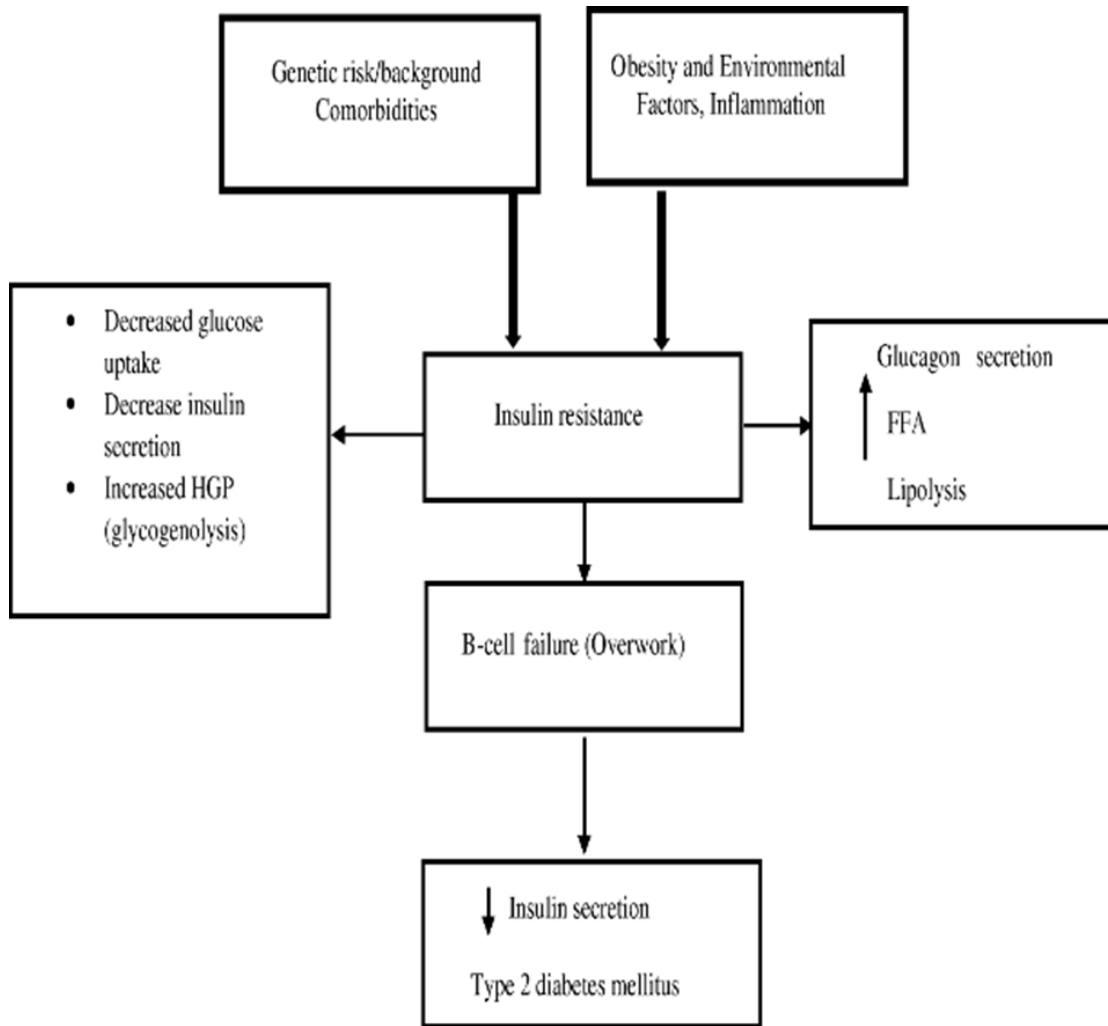 Genetic risk/background
Comorbidities
Obesity and Environmental
Factors, Inflammation
• Decreased glucose
uptake
• Decrease insulin
secretion
• Increased HGP
(glycogenolysis)
Insulin resistance
Glucagon secretion
FFA
Lipolysis
B-cell failure (Overwork)
Insulin secretion
Type 2 diabetes mellitus